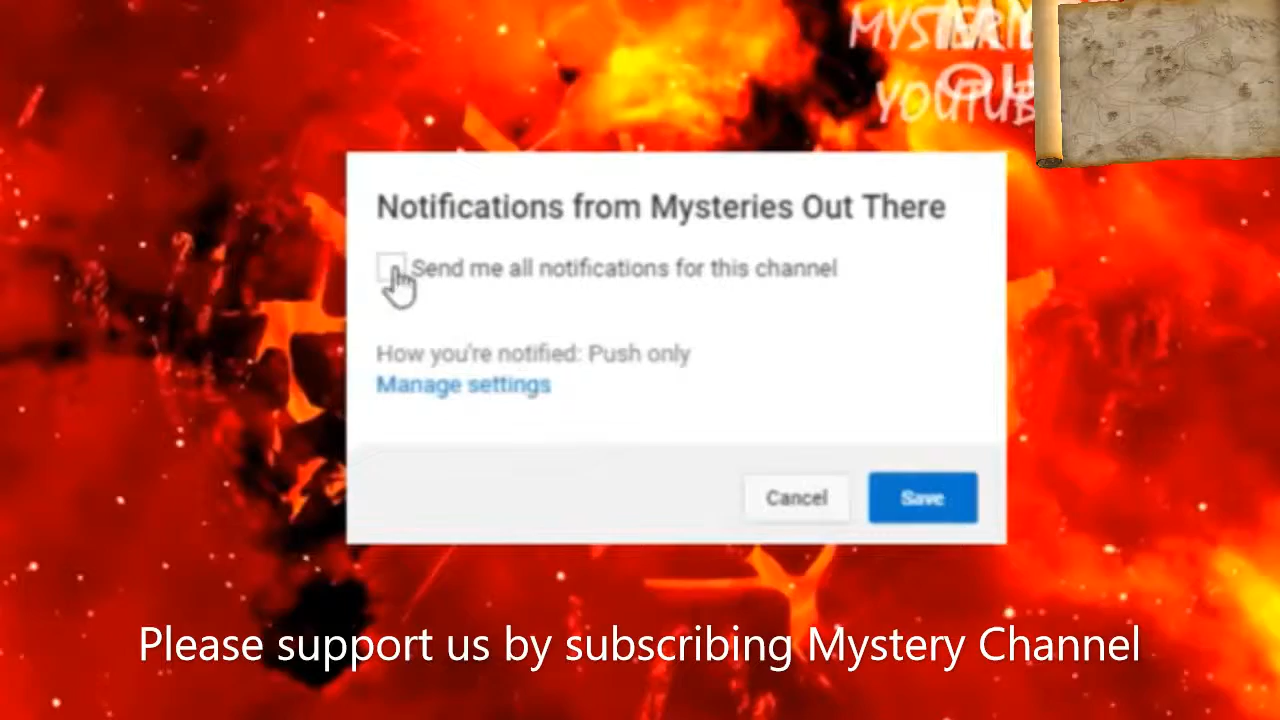 Notifications from Mysteries Out There
Send me all notifications for this channel
How you're notified: Push only
Manage settings
Cancel
Save
Please support us by subscribing Mystery Channel